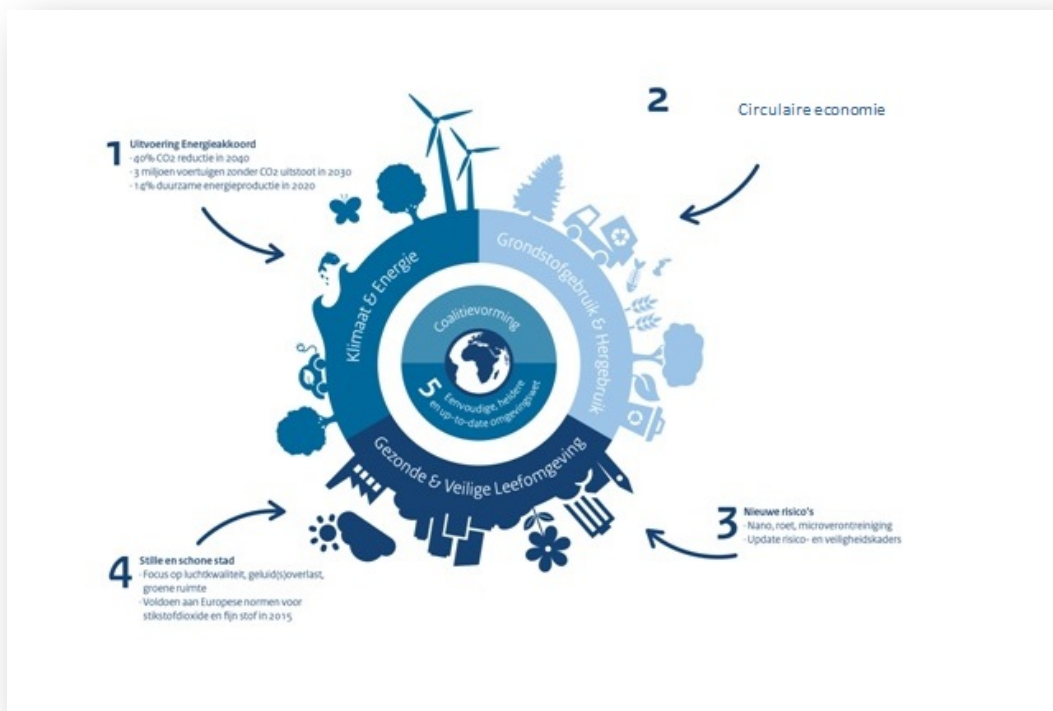 1
Uitvoering Energieakkoord
- 40% CO2 reductie in 2040
- 3 miljoen voertuigen zonder CO2 uitstoot in 2030
- 14% duurzame energieproductie in 2020
2
Circulaire economie
Klimaat & Energie
Grondstofgebruik & Hergebruik
Coalitievorming
5
Eenvoudige, heldere
en up-to-date omgevingswet
Gezonde & Veilige Leefomgeving
3
Nieuwe risico's
- Nano, roet, microverontreiniging
- Update risico- en veiligheidskaders
4
Stille en schone stad
- Focus op luchtkwaliteit, geluid(s)overlast,
groene ruimte
- Voldoen aan Europese normen voor
stikstofdioxide en fijn stof in 2015